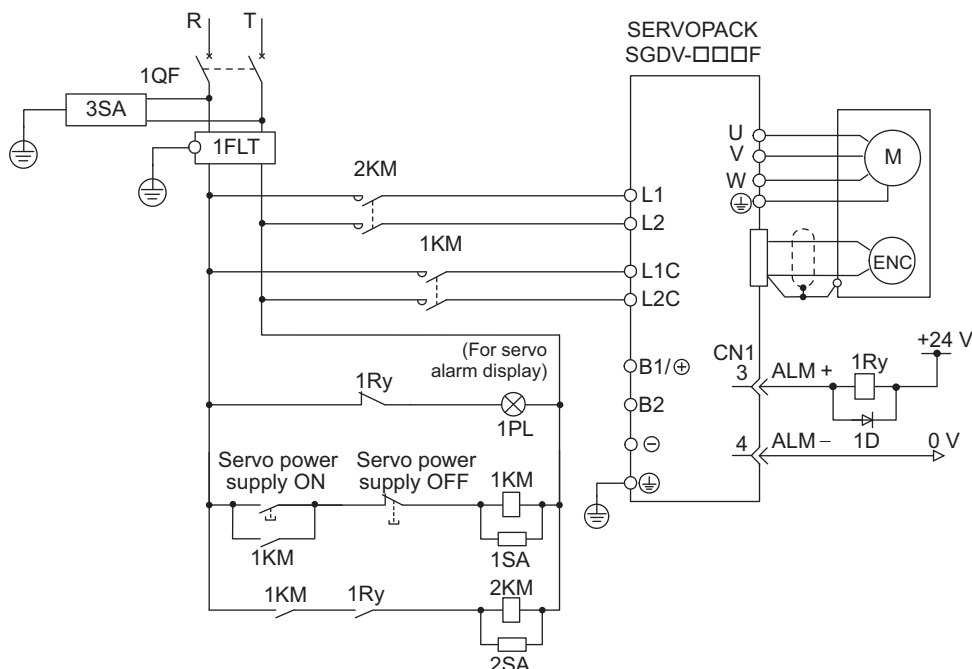 R T
SERVOPACK
SGDV-□□□F
1QF
3SA
1FLT
U
V
W
M
2KM
L1
L2
1KM
L1C
L2C
ENC
(For servo
alarm display)
CN1
+24 V
1Ry
1PL
B1/⊕
B2
⊖
3 ALM +
1Ry
1D
4 ALM −
0 V
Servo power
supply ON
Servo power
supply OFF
1KM
1KM
1SA
1KM
1Ry
2KM
2SA